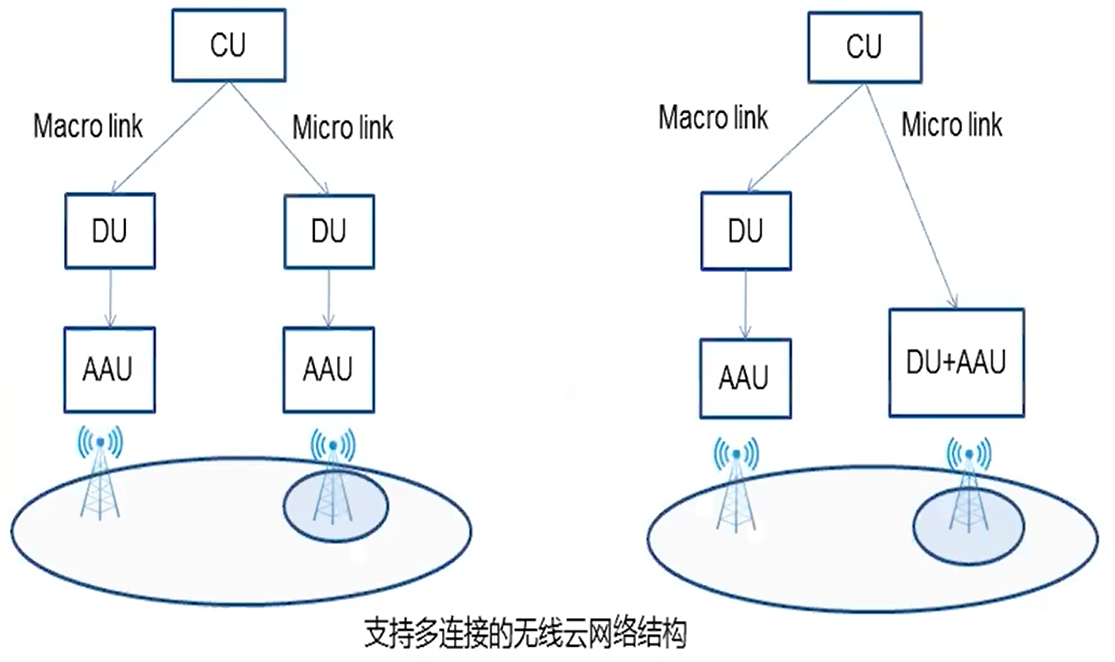 CU
Macro link
Micro link
DU
DU
AAU
AAU
CU
Macro link
Micro link
DU
AAU
DU+AAU
支持多连接的无线云网络结构